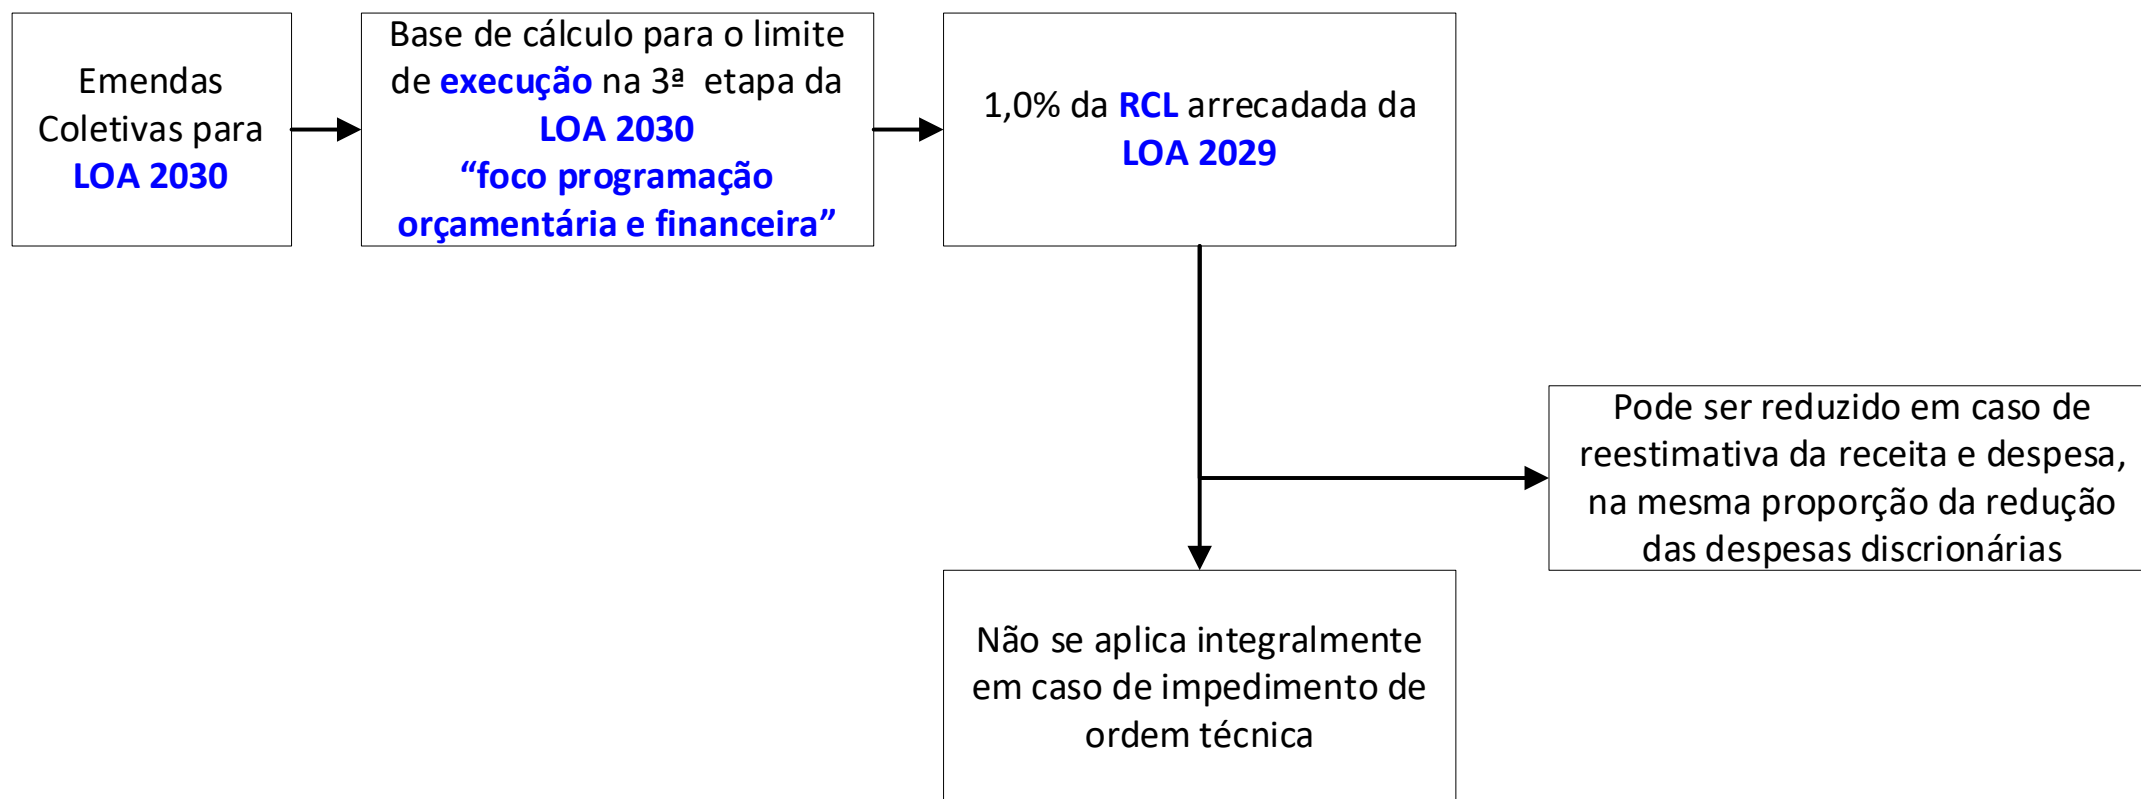 Emendas
Coletivas para
LOA 2030
Base de cálculo para o limite
de execução na 3ª etapa da
LOA 2030
“foco programação
orçamentária e financeira”
1,0% da RCL arrecadada da
LOA 2029
Pode ser reduzido em caso de
reestimativa da receita e despesa,
na mesma proporção da redução
das despesas discrionárias
Não se aplica integralmente
em caso de impedimento de
ordem técnica